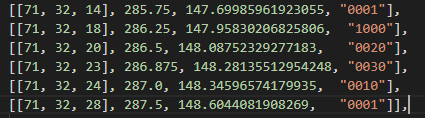 [[71, 32, 14], 285.75, 147.69985961923055, "0001"],
[[71, 32, 18], 286.25, 147.95830206825806, "1000"],
[[71, 32, 20], 286.5, 148.08752329277183, "0020"],
[[71, 32, 23], 286.875, 148.28135512954248, "0030"],
[[71, 32, 24], 287.0, 148.34596574179935, "0010"],
[[71, 32, 28], 287.5, 148.6044081908269, "0001"]],